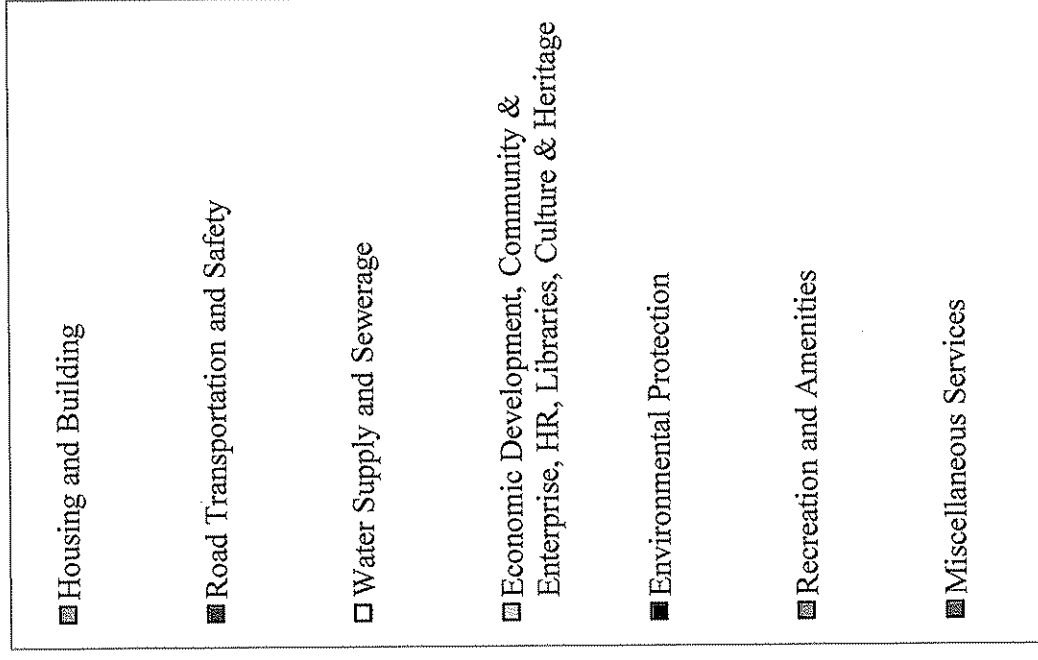 Housing and Building
Road Transportation and Safety
Water Supply and Sewerage
Economic Development, Community &
Enterprise, HR, Libraries, Culture & Heritage
Environmental Protection
Recreation and Amenities
Miscellaneous Services